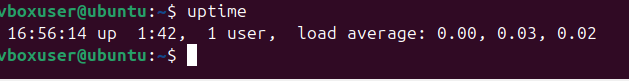 vboxuser@ubuntu:~$ uptime
 16:56:14 up  1:42,  1 user,  load average: 0.00, 0.03, 0.02
vboxuser@ubuntu:~$